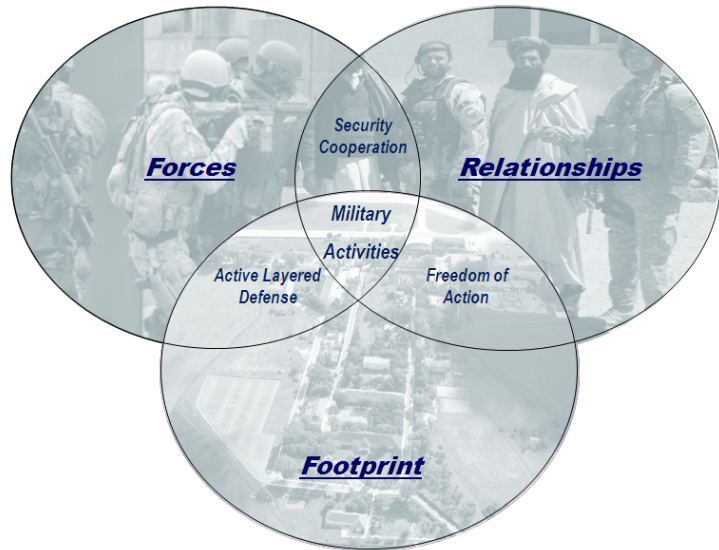 Security
Cooperation
Forces
Relationships
Military
Activities
Active Layered
Defense
Freedom of
Action
Footprint